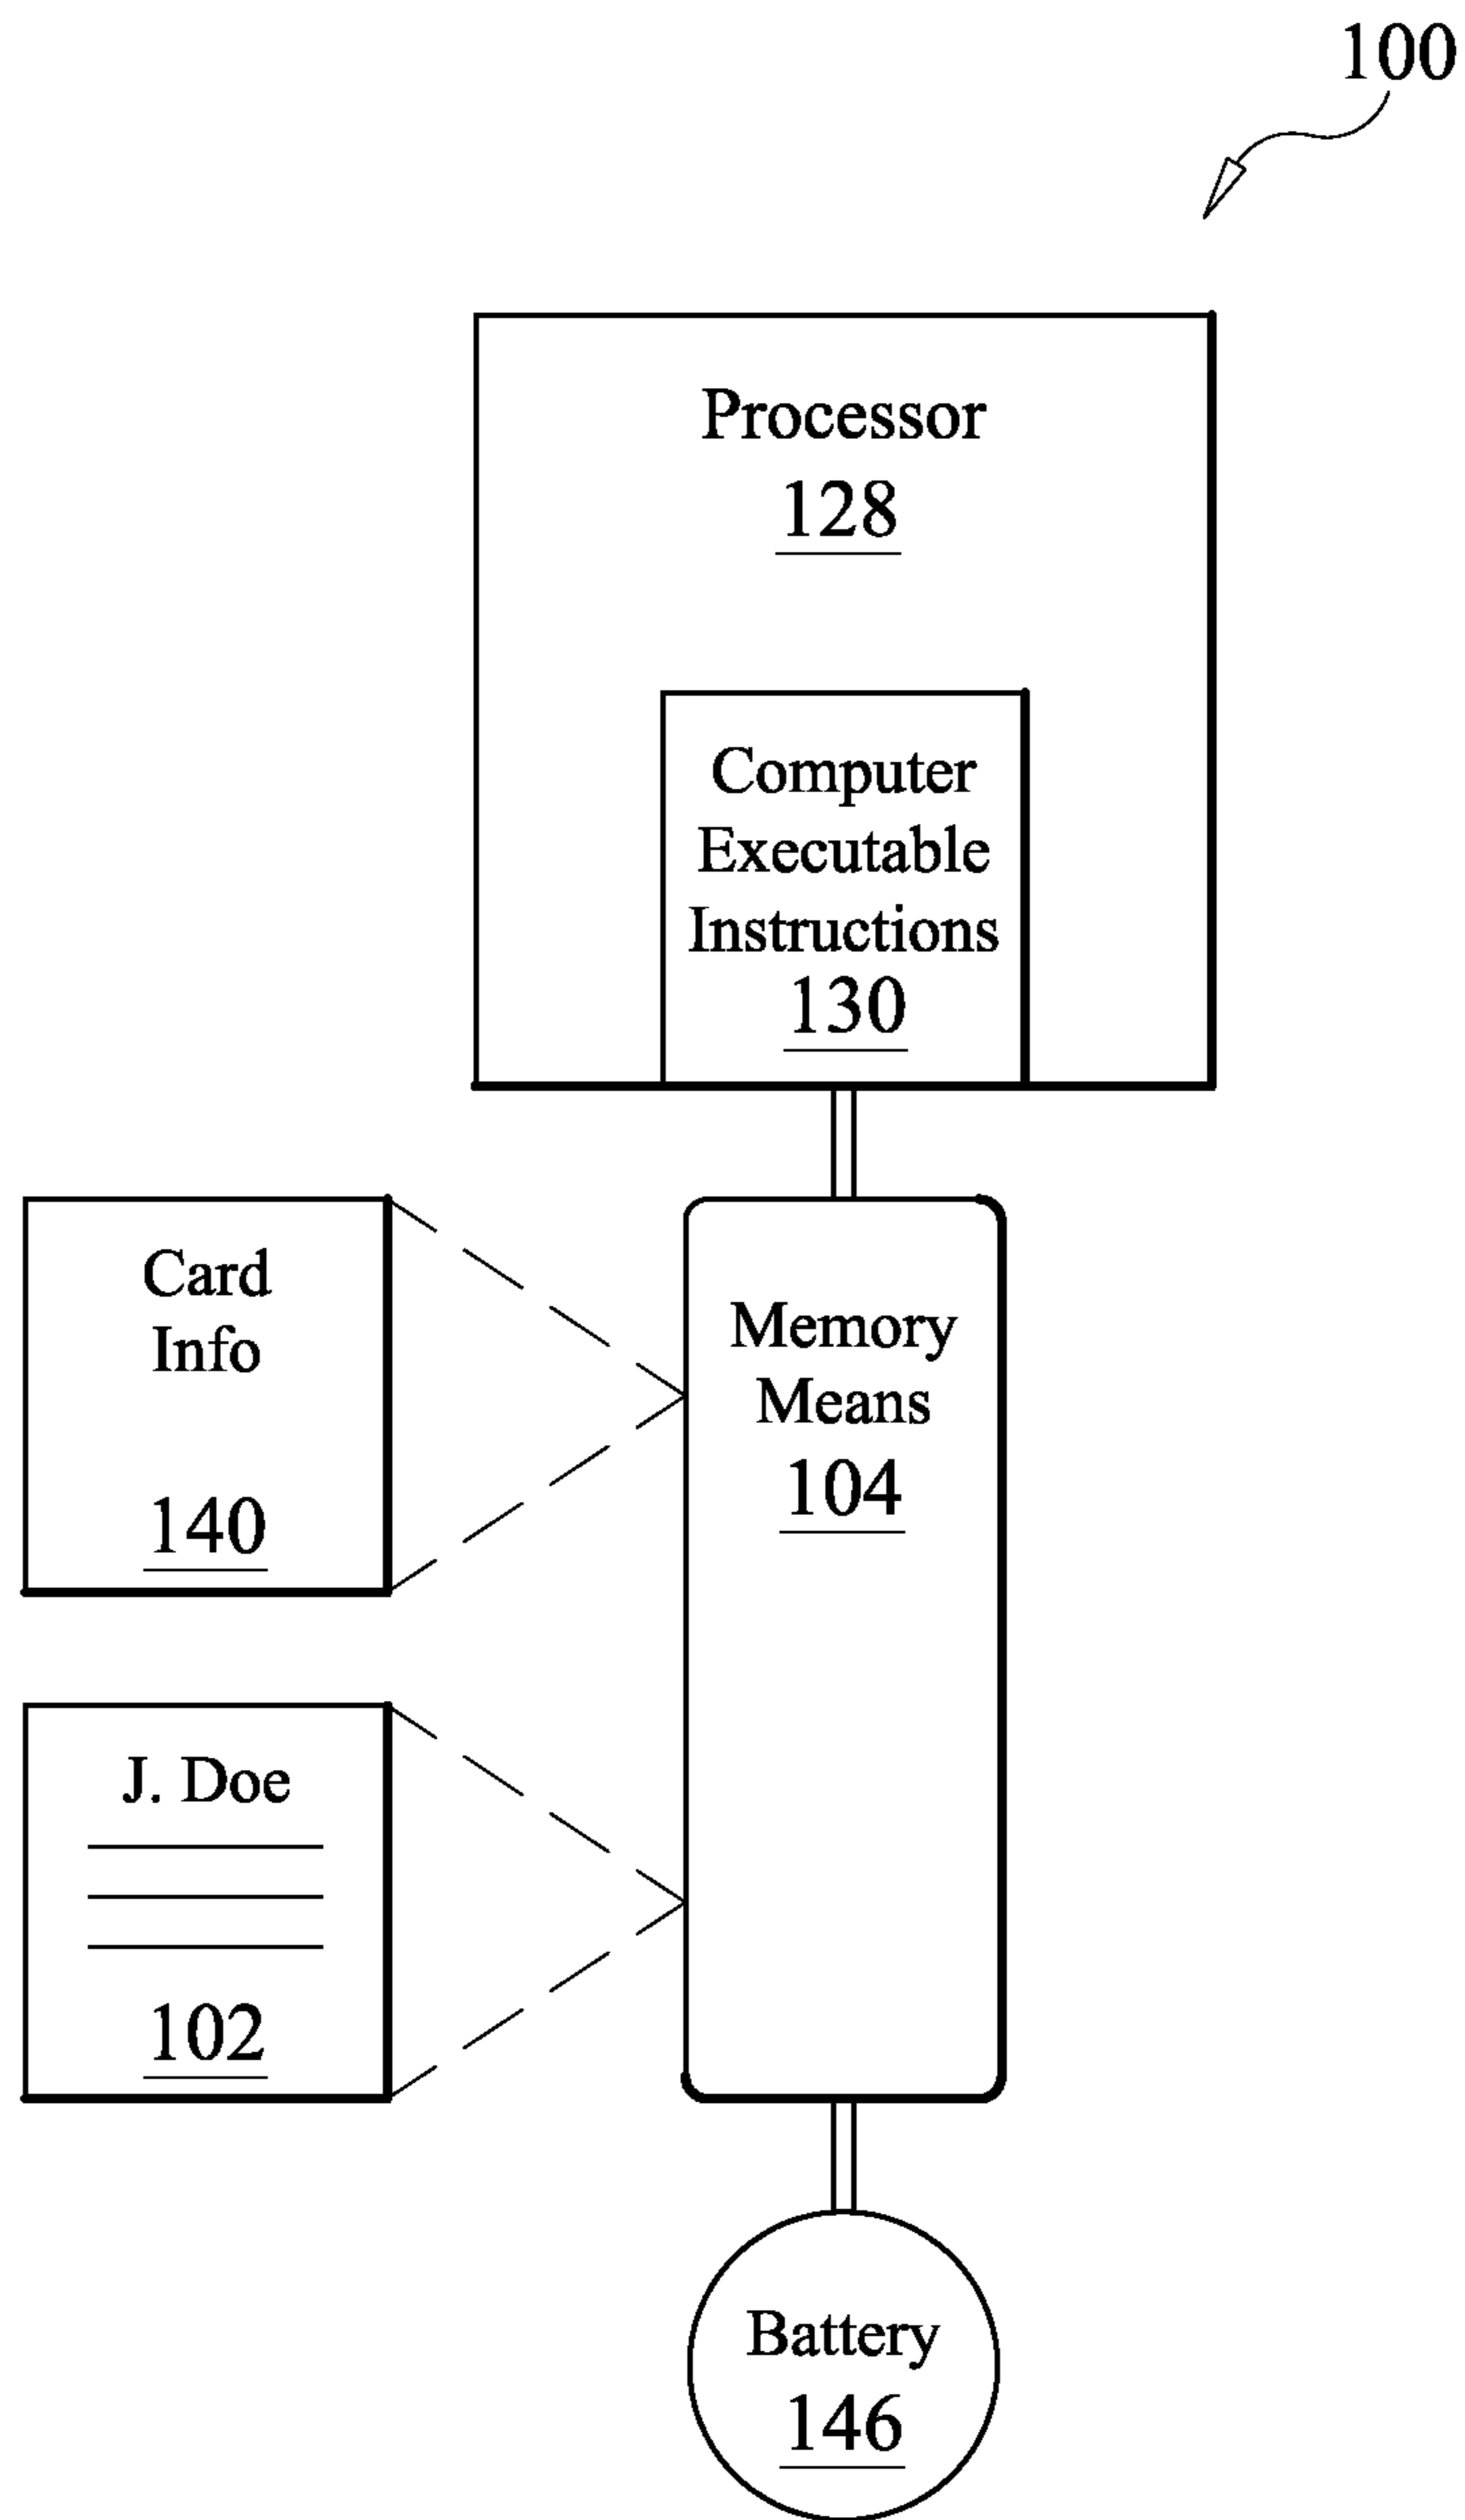 100
Processor
128
Computer
Executable
Instructions
130
Card
Info
140
Memory
Means
104
J. Doe
102
Battery
146